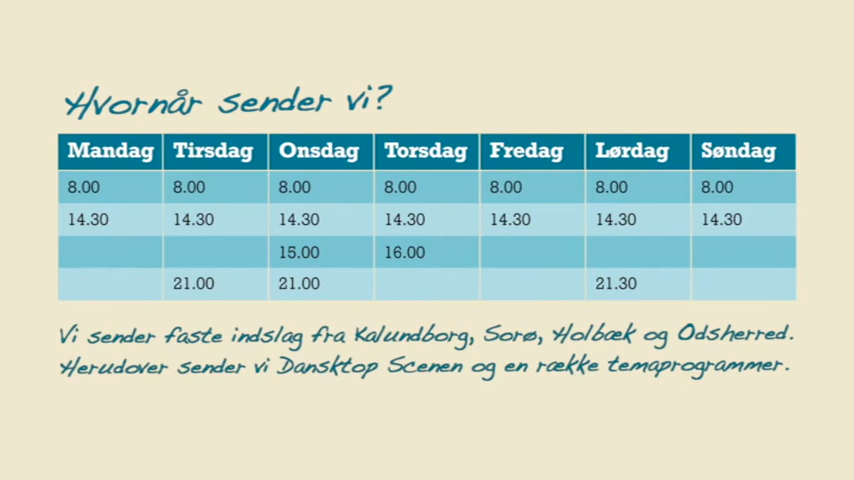 Hvornår sender vi?
Mandag Tirsdag Onsdag Torsdag Fredag Lørdag Søndag
8.00 8.00 8.00 8.00 8.00 8.00 8.00
14.30 14.30 14.30 14.30 14.30 14.30 14.30
15.00 16.00
21.00 21.00 21.30
Vi sender faste indslag fra Kalundborg, Sorø, Holbæk og Odsherred.
Herudover sender vi Dansktop Scenen og en række temaprogrammer.